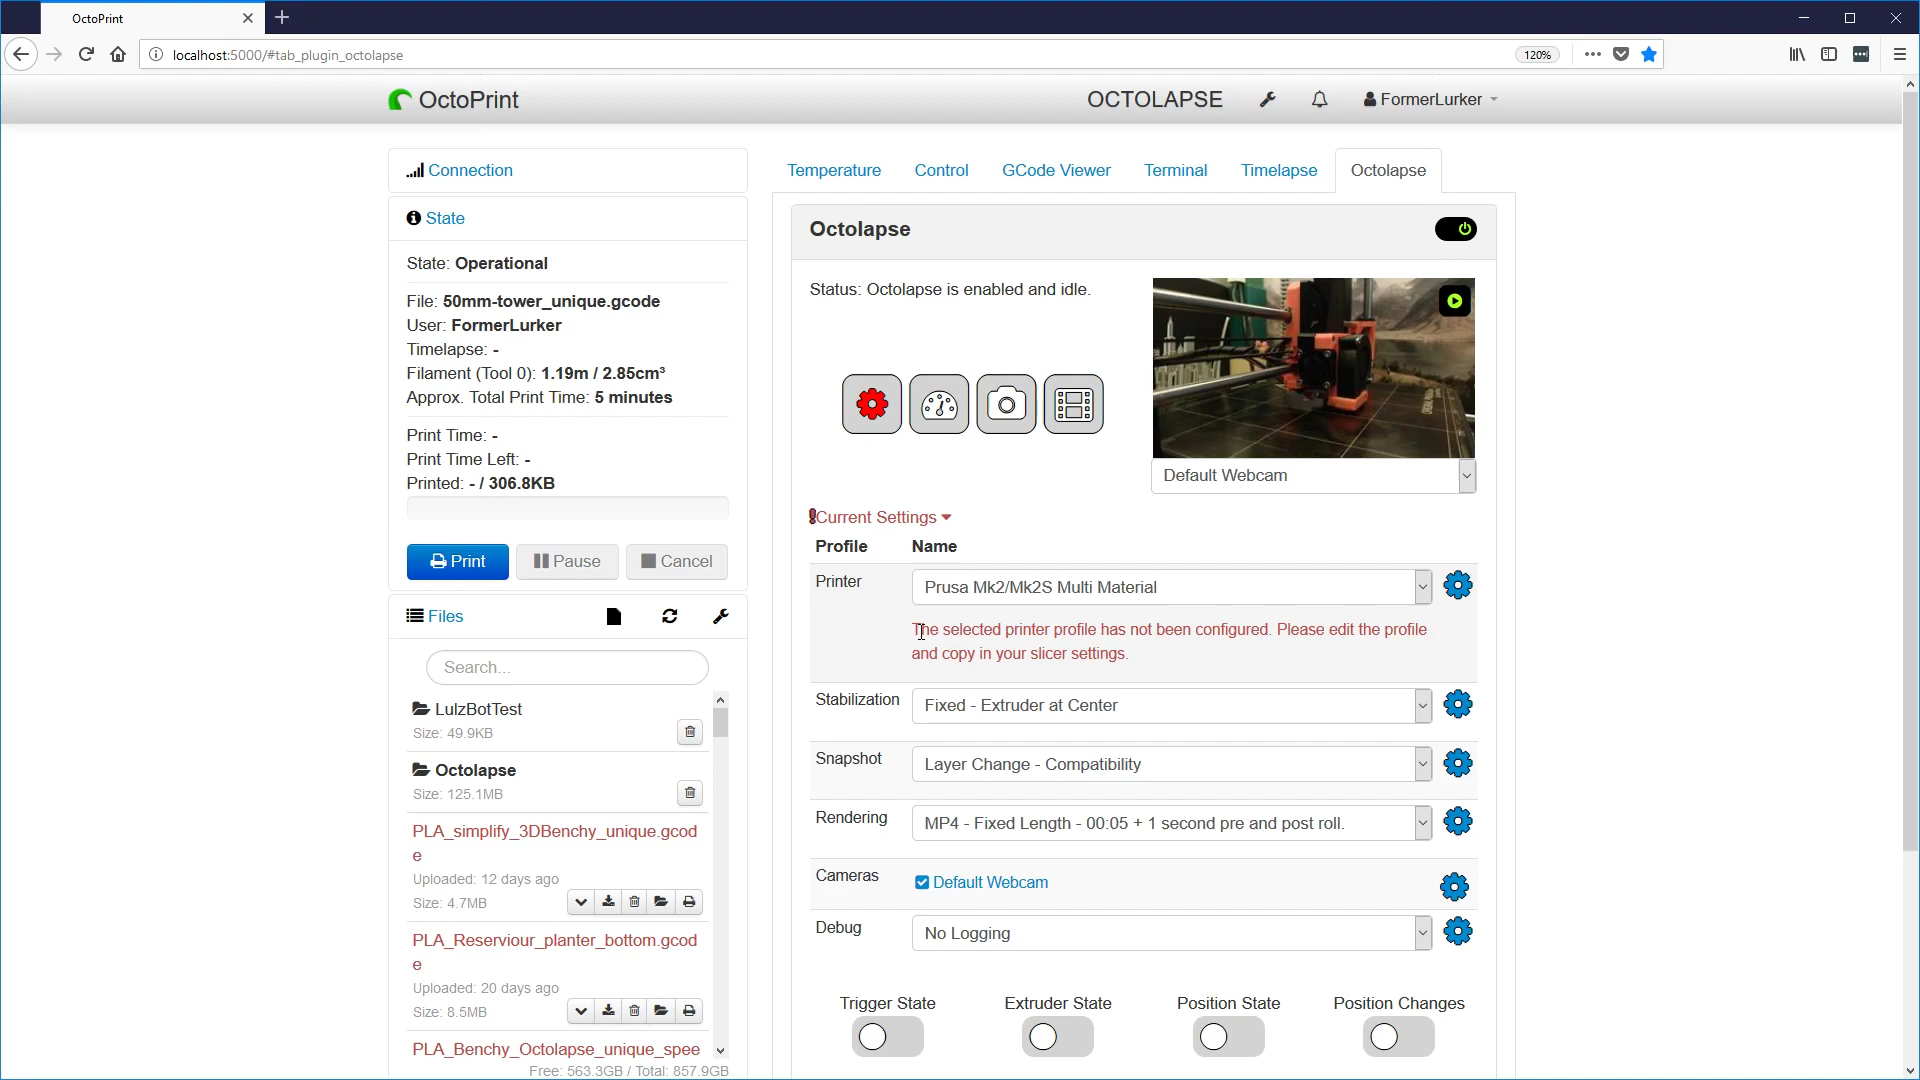 OctoPrint
localhost:5000/#tab_plugin_octolapse
120%
OctoPrint
OCTOLAPSE
FormerLurker
Connection
State
State: Operational
File: 50mm-tower_unique.gcode
User: FormerLurker
Timelapse: -
Filament (Tool 0): 1.19m / 2.85cm³
Approx. Total Print Time: 5 minutes
Print Time: -
Print Time Left: -
Printed: - / 306.8KB
Print
Pause
Cancel
Files
Search...
LulzBotTest
Size: 49.9KB
Octolapse
Size: 125.1MB
PLA_simplify_3DBenchy_unique.gcod
e
Uploaded: 12 days ago
Size: 4.7MB
PLA_Reserviour_planter_bottom.gcod
e
Uploaded: 20 days ago
Size: 8.5MB
PLA_Benchy_Octolapse_unique_spee
Free: 563.3GB / Total: 857.9GB
Temperature
Control
GCode Viewer
Terminal
Timelapse
Octolapse
Octolapse
Status: Octolapse is enabled and idle.
Default Webcam
Current Settings
Profile Name
Printer
Prusa Mk2/Mk2S Multi Material
The selected printer profile has not been configured. Please edit the profile
and copy in your slicer settings.
Stabilization
Fixed - Extruder at Center
Snapshot
Layer Change - Compatibility
Rendering
MP4 - Fixed Length - 00:05 + 1 second pre and post roll.
Cameras
Default Webcam
Debug
No Logging
Trigger State
Extruder State
Position State
Position Changes